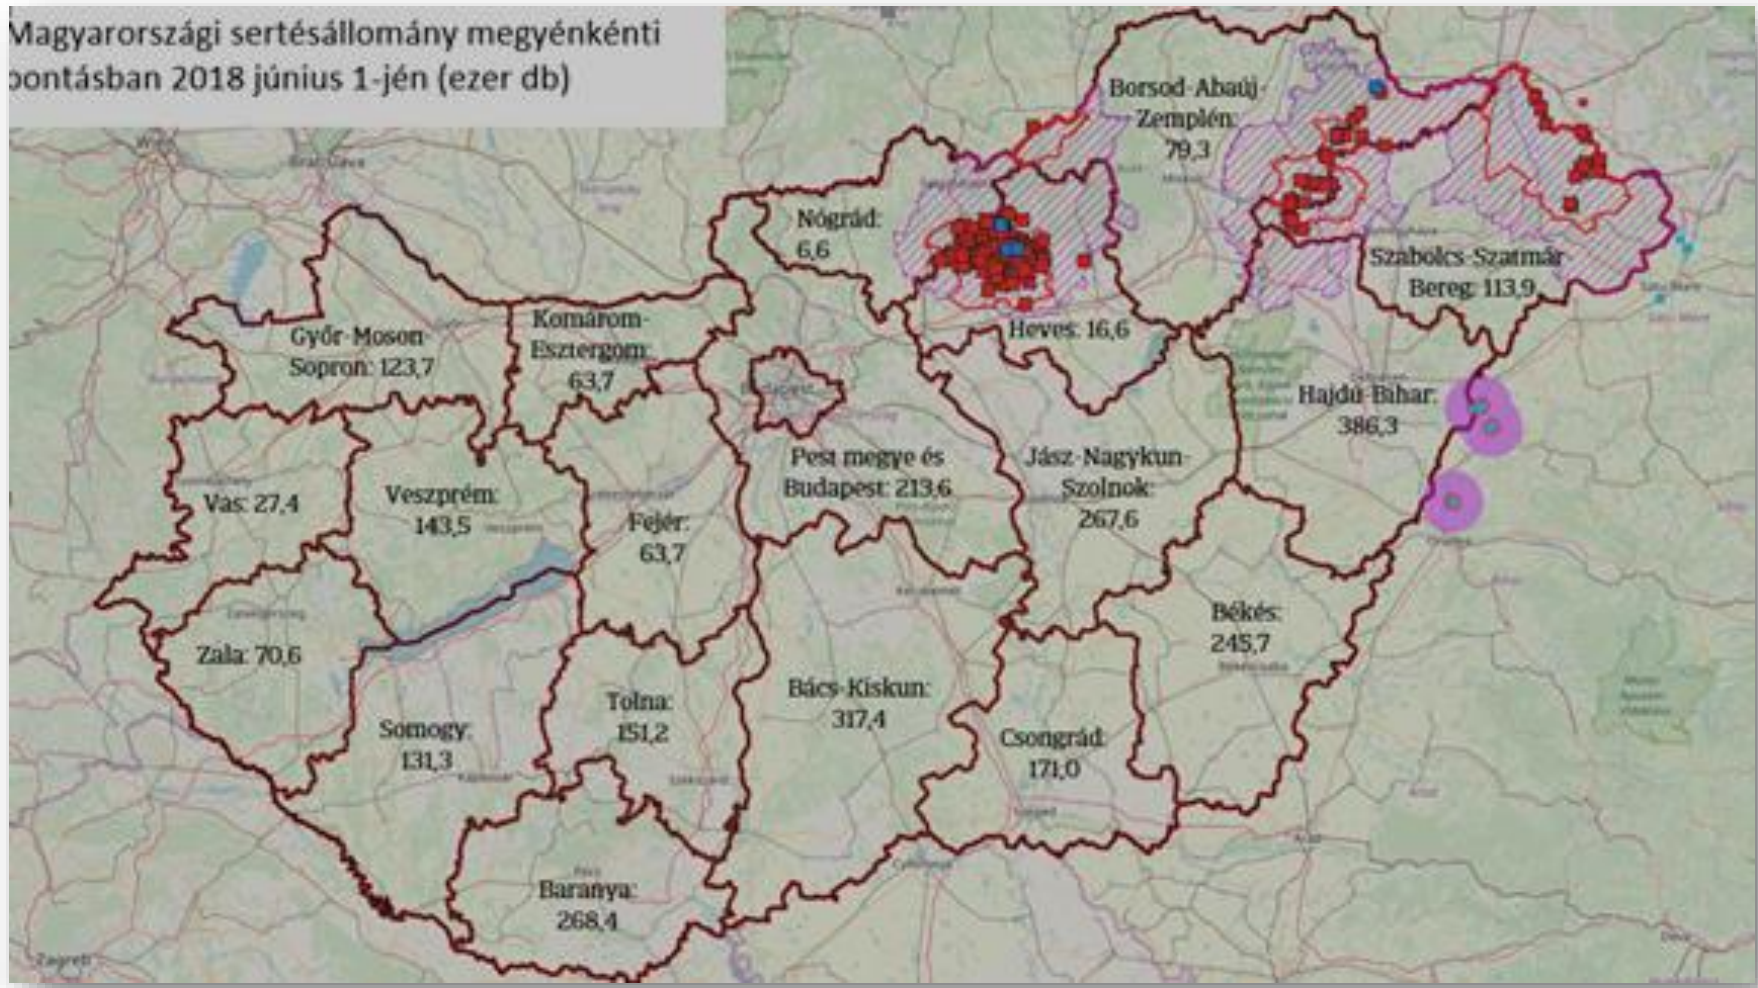 Magyarországi sertésállomány megyénkénti
bontásban 2018 június 1-jén (ezer db)
Borsod-Abaúj-
Zemplén:
79,3
Nógrád:
6,6
Szabolcs-Szatmár
Bereg: 113,9
Heves: 16,6
Győr-Moson-
Sopron: 123,7
Komárom-
Esztergom:
63,7
Budapest
Hajdú-Bihar:
386,3
Pest megye és
Budapest: 213,6
Jász-Nagykun-
Szolnok:
267,6
Vas: 27,4
Veszprém:
143,5
Veszprém
Fejér:
63,7
Békés:
245,7
Zala: 70,6
Bács-Kiskun:
317,4
Tolna:
151,2
Somogy:
131,3
Csongrád:
171,0
Baranya:
268,4
Zagreb